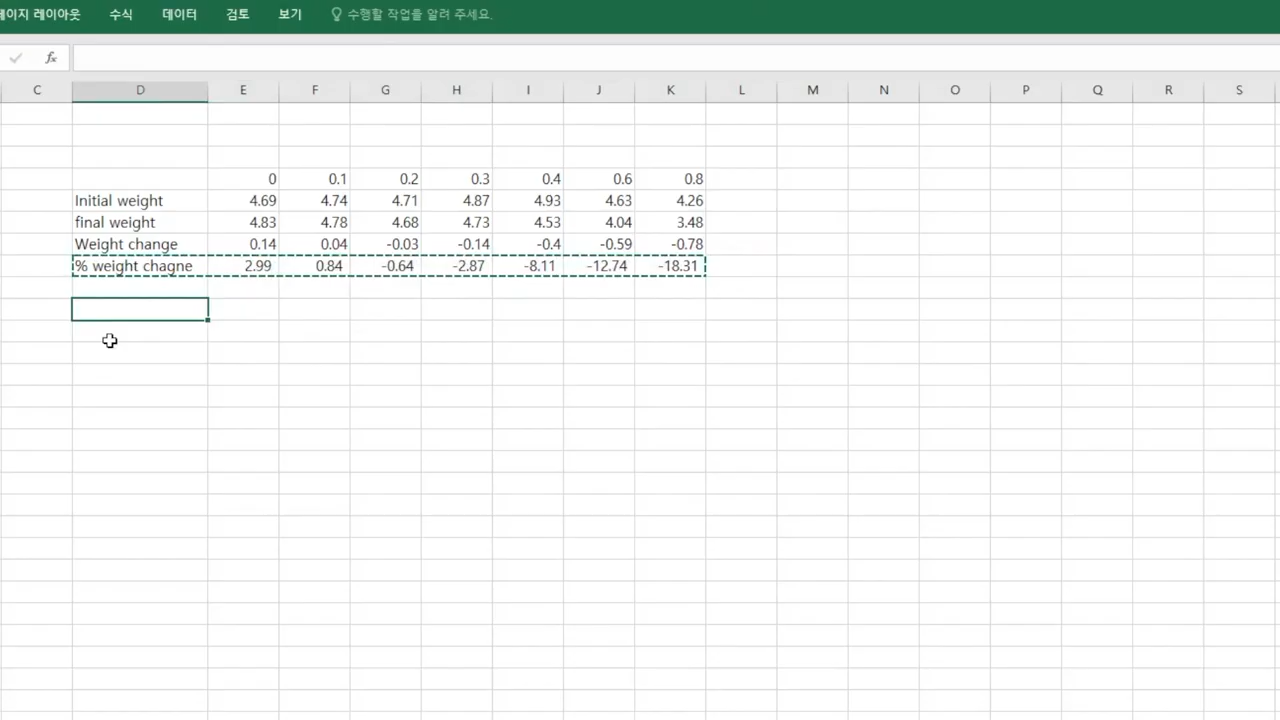 페이지 레이아웃 수식 데이터 검토 보기 수행할 작업을 알려 주세요.
fx
C D E F G H I J K L M N O P Q R S
0 0.1 0.2 0.3 0.4 0.6 0.8
Initial weight 4.69 4.74 4.71 4.87 4.93 4.63 4.26
final weight 4.83 4.78 4.68 4.73 4.53 4.04 3.48
Weight change 0.14 0.04 -0.03 -0.14 -0.4 -0.59 -0.78
% weight chagne 2.99 0.84 -0.64 -2.87 -8.11 -12.74 -18.31